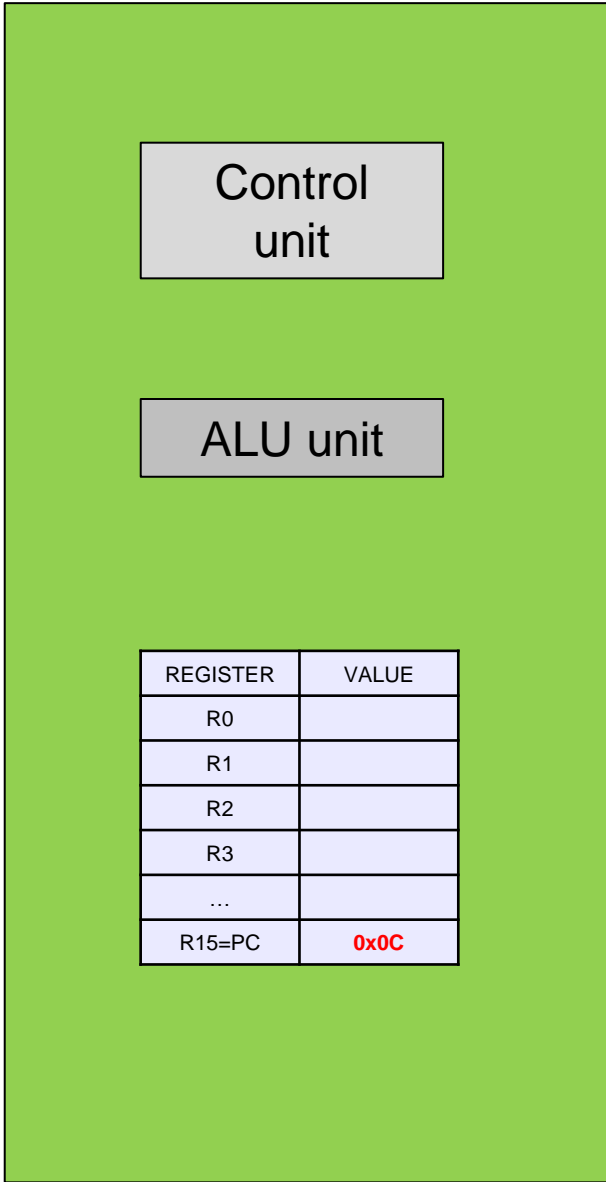 Control
unit
ALU unit
REGISTER VALUE
R0
R1
R2
R3
…
R15=PC 0x0C